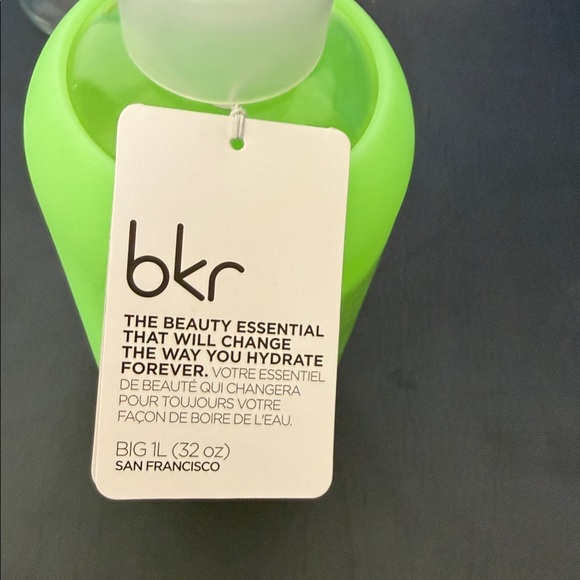 bkr
THE BEAUTY ESSENTIAL
THAT WILL CHANGE
THE WAY YOU HYDRATE
FOREVER. VOTRE ESSENTIEL
DE BEAUTÉ QUI CHANGERA
POUR TOUJOURS VOTRE
FAÇON DE BOIRE DE L'EAU.
BIG 1L (32 oz)
SAN FRANCISCO